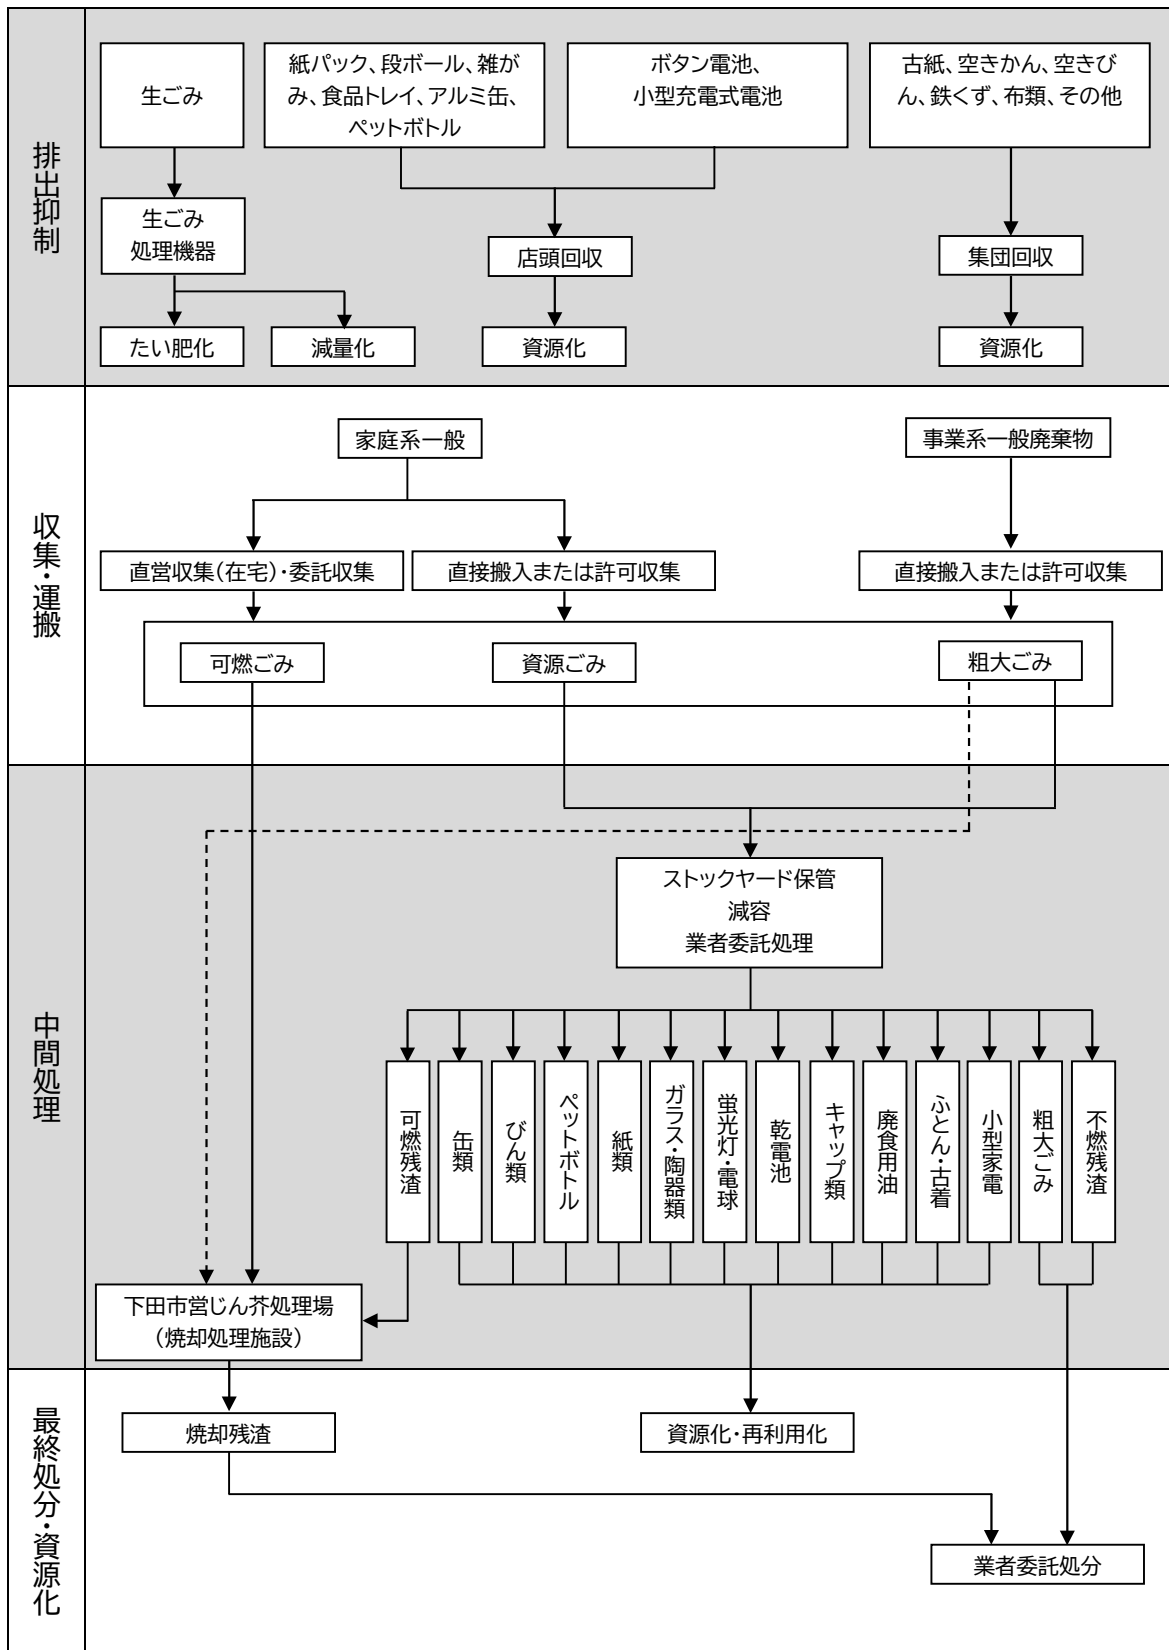 排出抑制
生ごみ
紙パック、段ボール、雑が
み、食品トレイ、アルミ缶、
ペットボトル
ボタン電池、
小型充電式電池
古紙、空きかん、空きび
ん、鉄くず、布類、その他
生ごみ
処理機器
店頭回収
集団回収
たい肥化
減量化
資源化
資源化
収集・運搬
家庭系一般
事業系一般廃棄物
直営収集(在宅)・委託収集
直接搬入または許可収集
直接搬入または許可収集
可燃ごみ
資源ごみ
粗大ごみ
中間処理
ストックヤード保管
減容
業者委託処理
可燃残渣
缶類
びん類
ペットボトル
紙類
ガラス・陶器類
蛍光灯・電球
乾電池
キャップ類
廃食用油
ふとん・古着
小型家電
粗大ごみ
不燃残渣
下田市営じん芥処理場
(焼却処理施設)
最終処分・資源化
焼却残渣
資源化・再利用化
業者委託処分